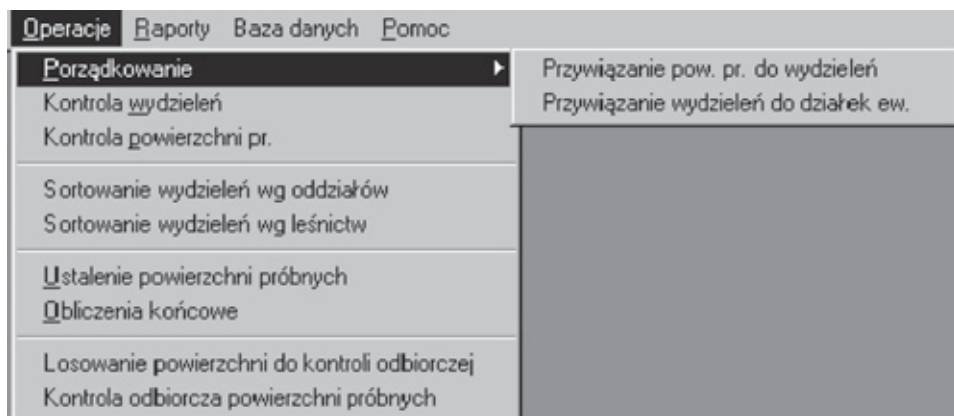 Operacje Raporty Baza danych Pomoc
Porządkowanie
Przywiązanie pow. pr. do wydzieleń
Kontrola wydzieleń
Przywiązanie wydzieleń do działek ew.
Kontrola powierzchni pr.
Sortowanie wydzieleń wg oddziałów
Sortowanie wydzieleń wg leśnictw
Ustalenie powierzchni próbnych
Obliczenia końcowe
Losowanie powierzchni do kontroli odbiorczej
Kontrola odbiorcza powierzchni próbnych